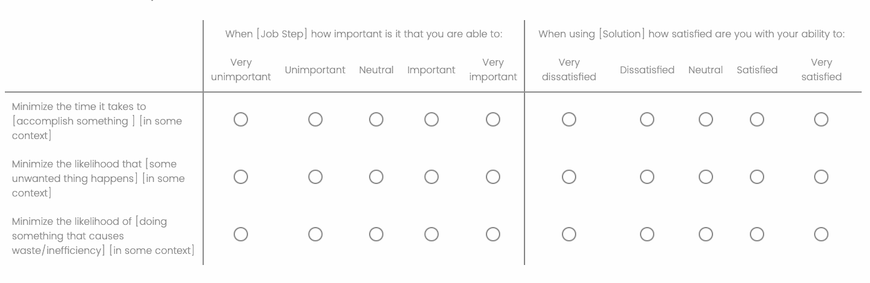 When [Job Step] how important is it that you are able to:
When using [Solution] how satisfied are you with your ability to:
Very unimportant
Unimportant
Neutral
Important
Very important
Very dissatisfied
Dissatisfied
Neutral
Satisfied
Very satisfied
Minimize the time it takes to
[accomplish something ] [in some
context]
Minimize the likelihood that [some
unwanted thing happens] [in some
context]
Minimize the likelihood of [doing
something that causes
waste/inefficiency] [in some context]